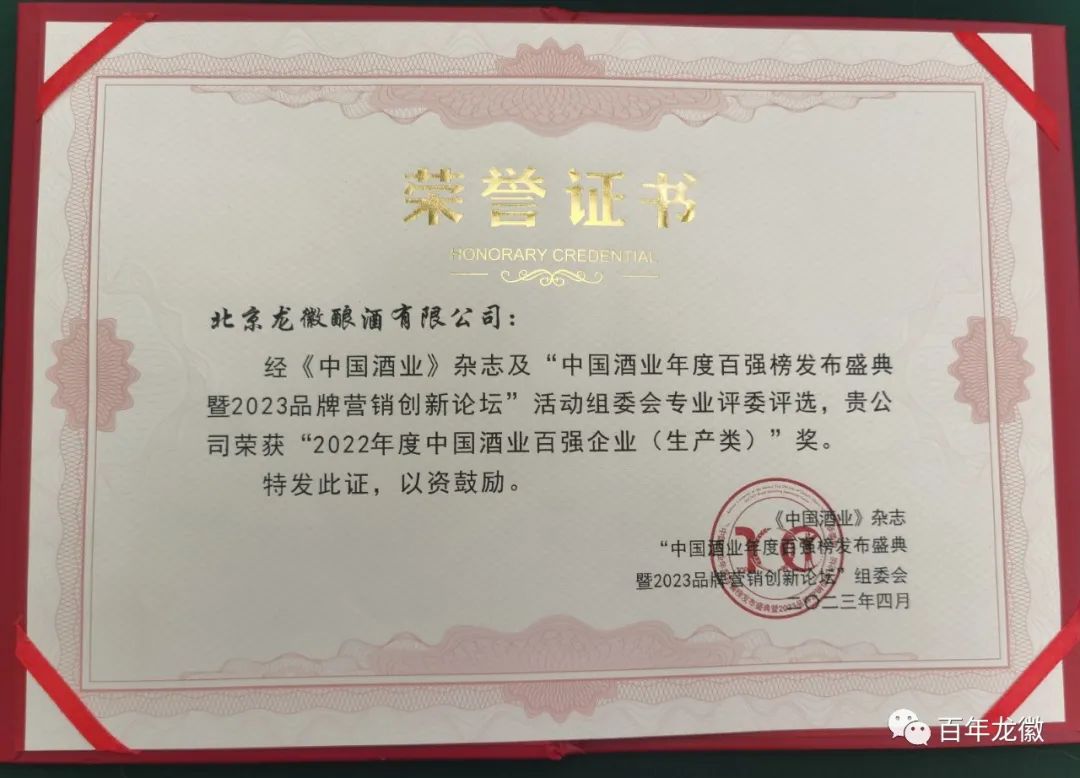 荣誉证书
HONORARY CREDENTIAL
北京龙徽酿酒有限公司：
经《中国酒业》杂志及“中国酒业年度百强榜发布盛典
暨2023品牌营销创新论坛”活动组委会专业评委评选，贵公
司荣获“2022年度中国酒业百强企业（生产类）”奖。
特发此证，以资鼓励。
《中国酒业》杂志
“中国酒业年度百强榜发布盛典
暨2023品牌营销创新论坛”组委会
二〇二三年四月
百年龙徽